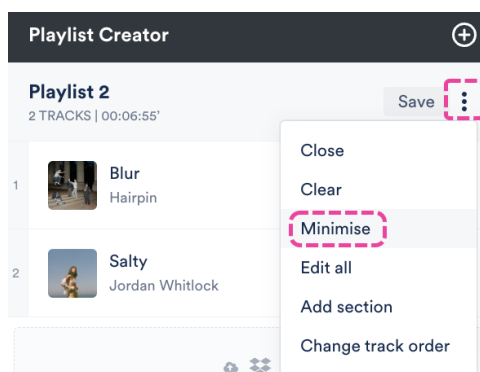 Playlist Creator
Playlist 2
2 TRACKS | 00:06:55’
Save
Close
Clear
Minimise
Edit all
Add section
Change track order
1
Blur
Hairpin
2
Salty
Jordan Whitlock